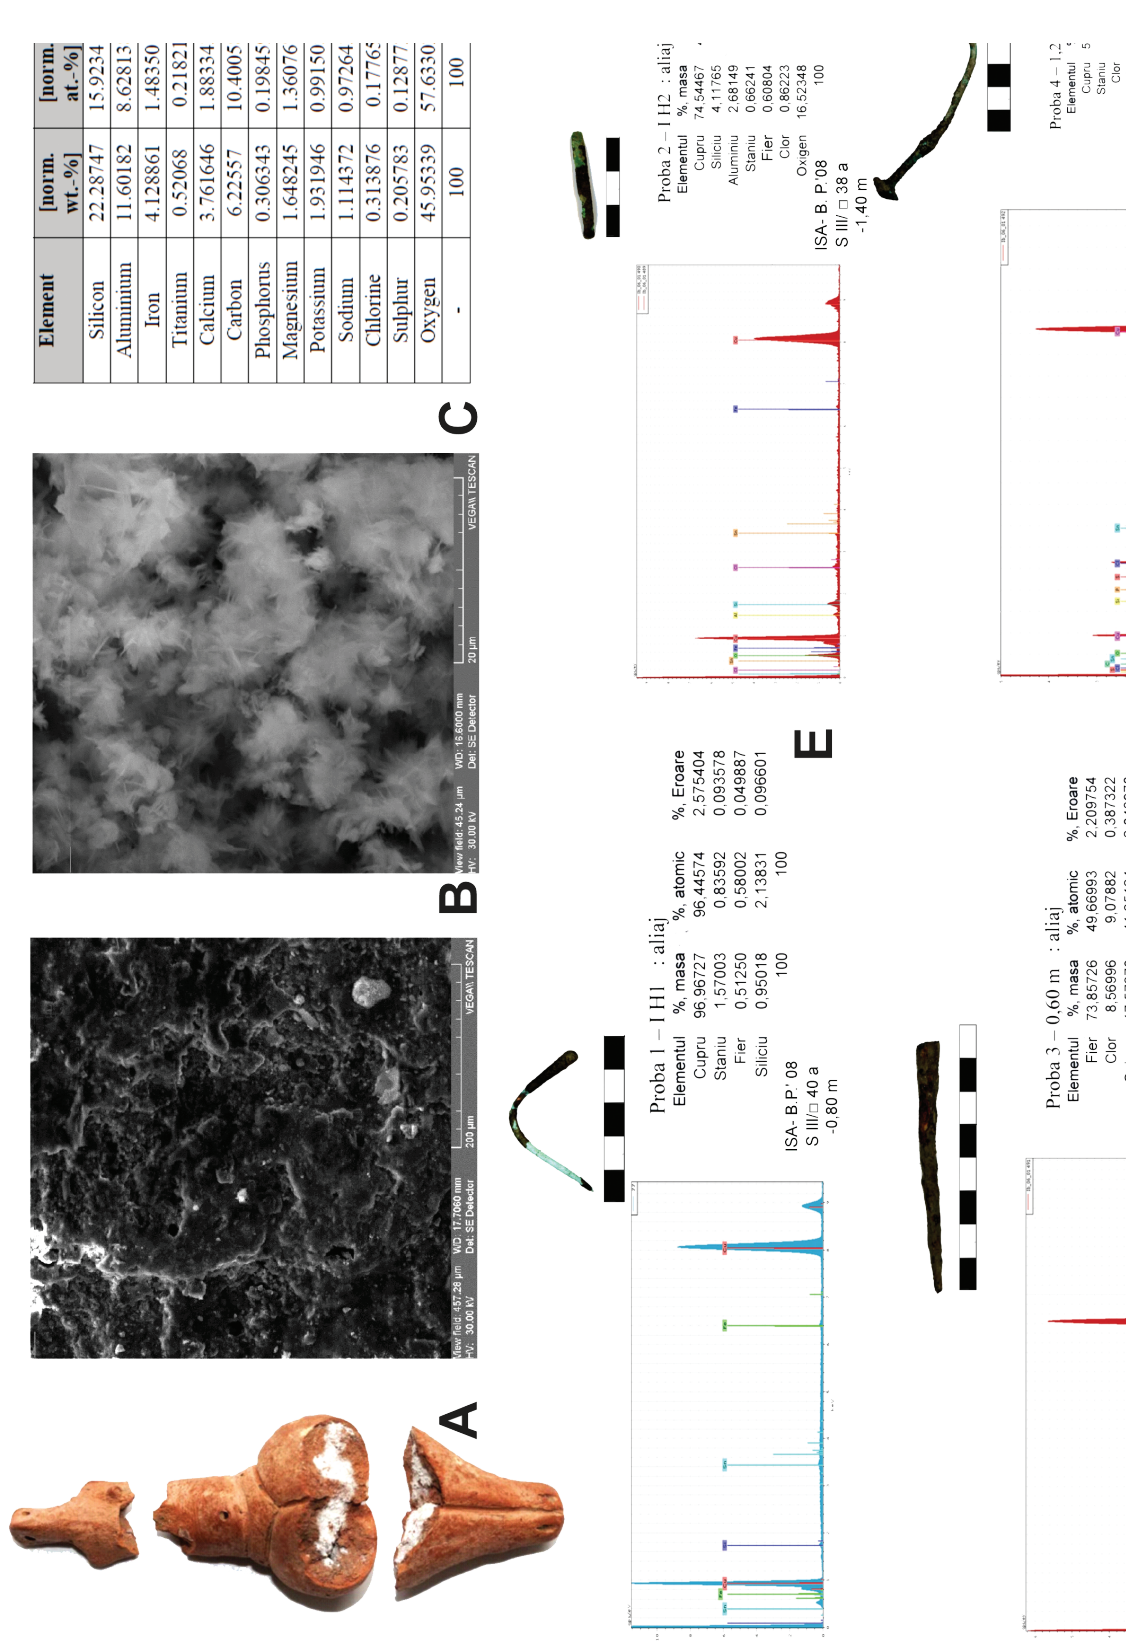 A
View field: 457.28 µm WD: 17.7060 mm 200 µm VEGA\\ TESCAN
HV: 30.00 kV Det: SE Detector
B
View field: 45.24 µm WD: 16.6000 mm 20 µm VEGA\\ TESCAN
HV: 30.00 kV Det: SE Detector
C
Element [norm. wt.-%] [norm. at.-%]
Silicon 22.28747 15.9234
Aluminium 11.60182 8.62813
Iron 4.128861 1.48350
Titanium 0.52068 0.21821
Calcium 3.761646 1.88334
Carbon 6.22557 10.4005
Phosphorus 0.306343 0.19845
Magnesium 1.648245 1.36076
Potassium 1.931946 0.99150
Sodium 1.114372 0.97264
Chlorine 0.313876 0.1776
Sulphur 0.205783 0.12877
Oxygen 45.95339 57.6330
- 100 100
Proba 1 – I H1 : aliaj
Elementul %, masa %, atomic %, Eroare
Cupru 96,96727 96,44574 2,575404
Staniu 1,57003 0,83592 0,093578
Fier 0,51250 0,58002 0,049887
Siliciu 0,95018 2,13831 0,096601
100 100
ISA- B.P.' 08
S III/□ 40 a
-0,80 m
E
Proba 2 – I H2 : aliaj
Elementul %, masa
Cupru 74,54467
Siliciu 4,11765
Aluminiu 2,681149
Staniu 0,66241
Fier 0,60804
Clor 0,86223
Oxigen 16,52348
100
ISA- B. P.'08
S III/ □ 38 a
-1,40 m
Proba 3 – 0,60 m : aliaj
Elementul %, masa %, atomic %, Eroare
Fier 73,85726 49,66993 2,209754
Clor 8,56996 9,07882 0,387322
Proba 4 – 1,2
Elementul
Cupru 5
Staniu
Clor